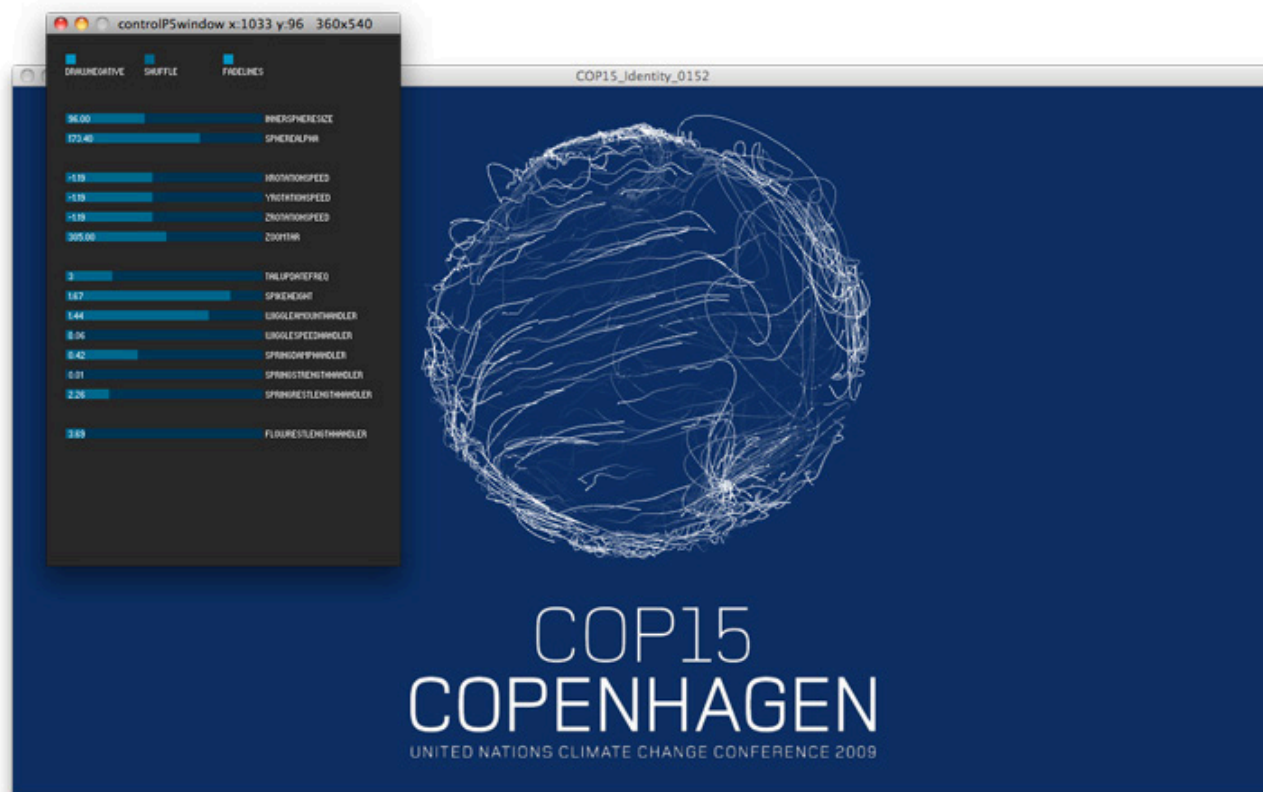 controlP5window x:1033 y:96 360x540
DRAWNEGATIVE SHUFFLE FADELINES
96.00 INNERSPHERESIZE
173.40 SPHEREALPHA
-1.19 XROTATIONSPEED
-1.19 YROTATIONSPEED
-1.19 ZROTATIONSPEED
305.00 ZOOMTAR
3 TAILUPDATEFREQ
1.67 SPIKEHEIGHT
1.44 WIGGLEAMOUNTHANDLER
0.06 WIGGLESPEEDHANDLER
0.42 SPRINGDAMPHANDLER
0.01 SPRINGSTRENGTHHANDLER
2.26 SPRINGRESTLENGTHHANDLER
3.69 FLOWRESTLENGTHHANDLER
COP15_Identity_0152
COP15
COPENHAGEN
UNITED NATIONS CLIMATE CHANGE CONFERENCE 2009